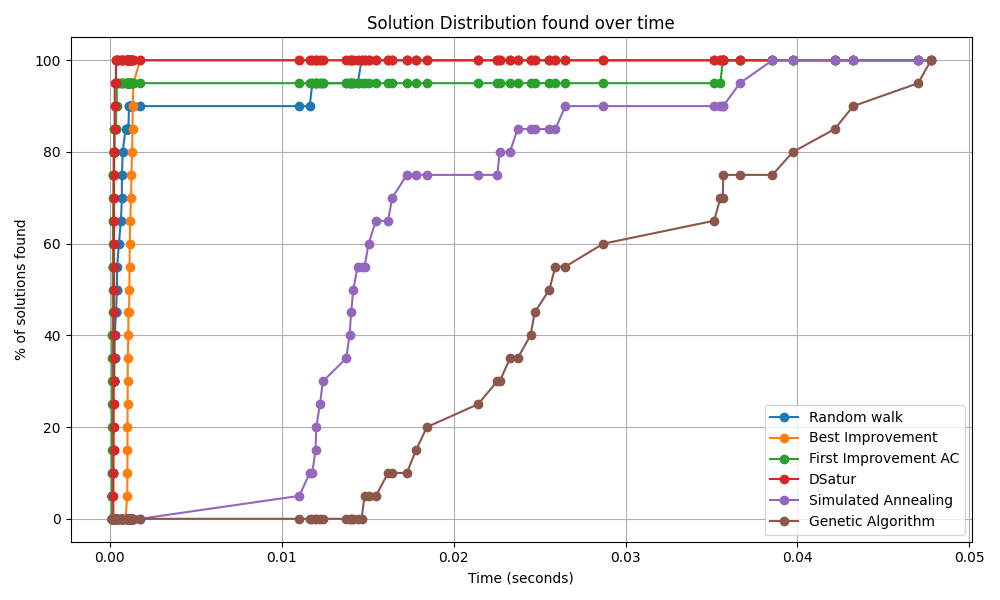 Solution Distribution found over time
100
80
60
40
20
0
% of solutions found
0.00 0.01 0.02 0.03 0.04 0.05
Time (seconds)
Random walk
Best Improvement
First Improvement AC
DSatur
Simulated Annealing
Genetic Algorithm